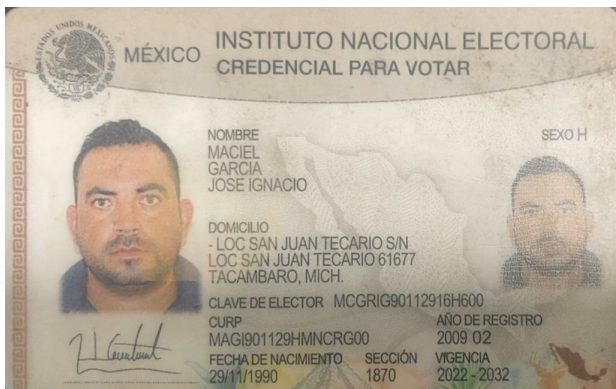 ESTADOS UNIDOS MEXICANOS
MÉXICO
INSTITUTO NACIONAL ELECTORAL
CREDENCIAL PARA VOTAR
NOMBRE
MACIEL
GARCIA
JOSE IGNACIO
SEXO H
DOMICILIO
- LOC SAN JUAN TECARIO S/N
LOC SAN JUAN TECARIO 61677
TACAMBARO, MICH.
CLAVE DE ELECTOR MCGRIG90112916H600
CURP
MAGI901129HMNCRG00
AÑO DE REGISTRO
2009 02
FECHA DE NACIMIENTO
29/11/1990
SECCIÓN
1870
VIGENCIA
2022 - 2032